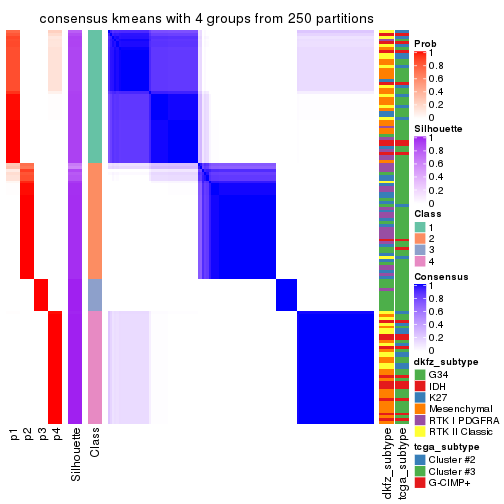 consensus kmeans with 4 groups from 250 partitions
Prob
1
0.8
0.6
0.4
0.2
0
Silhouette
1
0.8
0.6
0.4
0.2
0
Class
1
2
3
4
Consensus
1
0.8
0.6
0.4
0.2
0
dkfz_subtype
G34
IDH
K27
Mesenchymal
RTK I PDGFRA
RTK II Classic
tcga_subtype
Cluster #2
Cluster #3
G-CIMP+
p1
p2
p3
p4
Silhouette
Class
dkfz_subtype
tcga_subtype